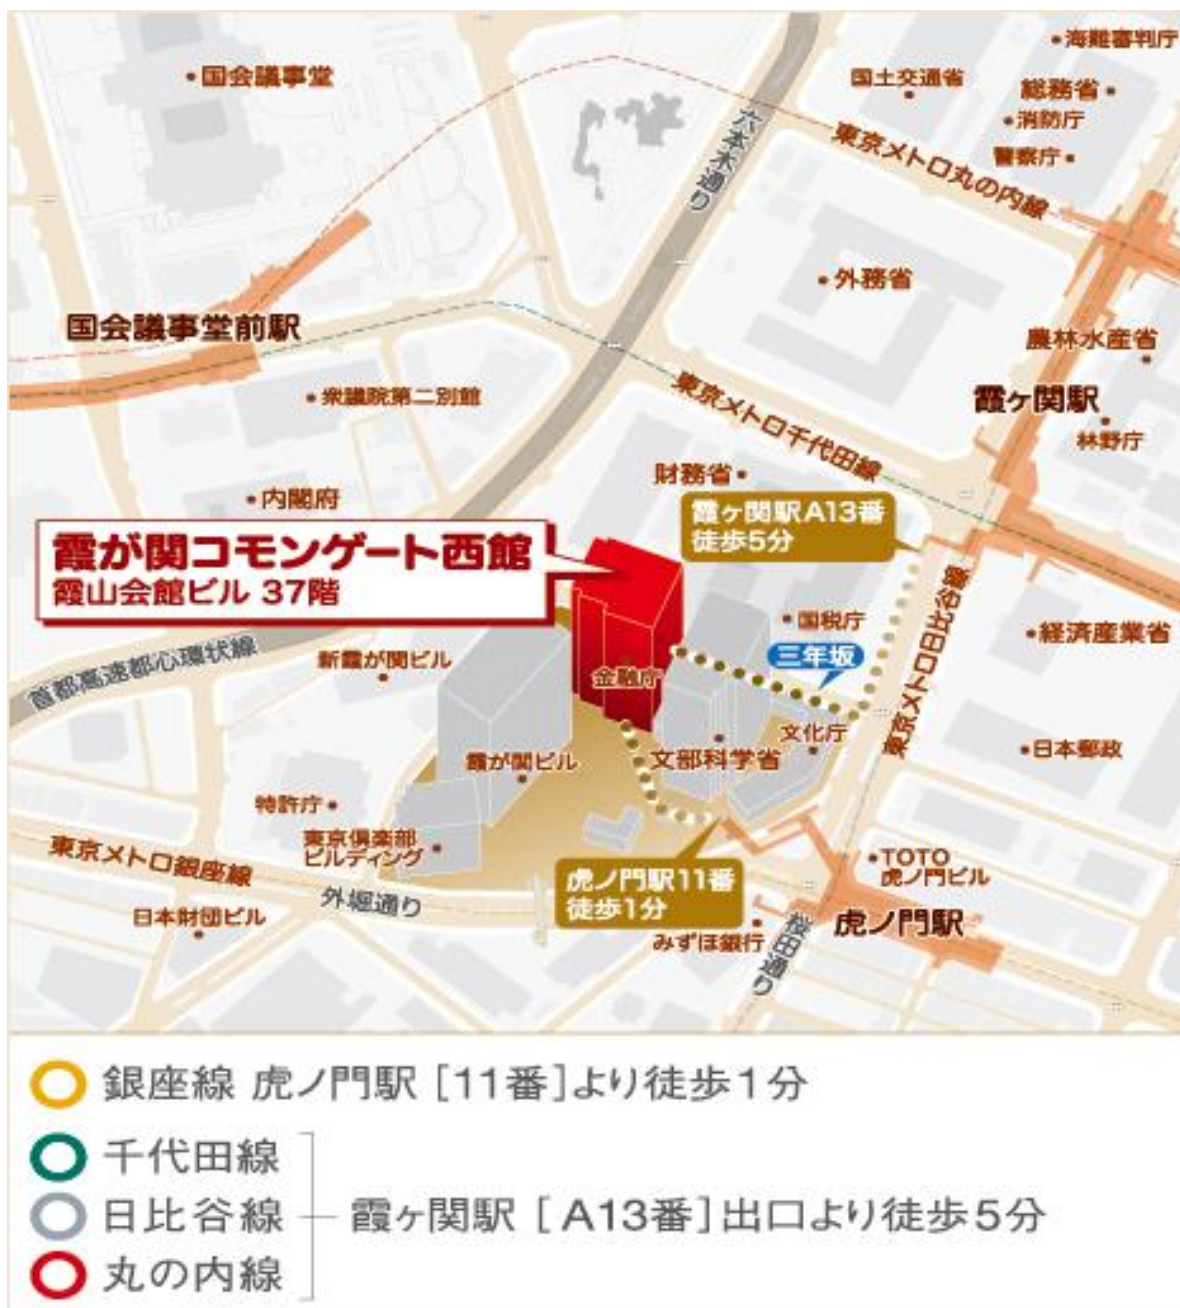 海難審判庁
国会議事堂
国土交通省
総務省
消防庁
警察庁
六本木通り
東京メトロ丸の内線
外務省
国会議事堂前駅
農林水産省
霞ヶ関駅
林野庁
衆議院第二別館
東京メトロ千代田線
財務省
内閣府
霞ヶ関駅A13番
徒歩5分
霞が関コモンゲート西館
霞山会館ビル 37階
国税庁
経済産業省
三年坂
新霞が関ビル
首都高速都心環状線
金融庁
東京メトロ日比谷線
文化庁
文部科学省
日本郵政
霞が関ビル
特許庁
東京倶楽部
ビルディング
東京メトロ銀座線
外堀通り
虎ノ門駅11番
徒歩1分
TOTO
虎ノ門ビル
日本財団ビル
みずほ銀行
桜田通り
虎ノ門駅
銀座線 虎ノ門駅 [11番]より徒歩1分
千代田線
日比谷線
霞ヶ関駅 [A13番]出口より徒歩5分
丸の内線